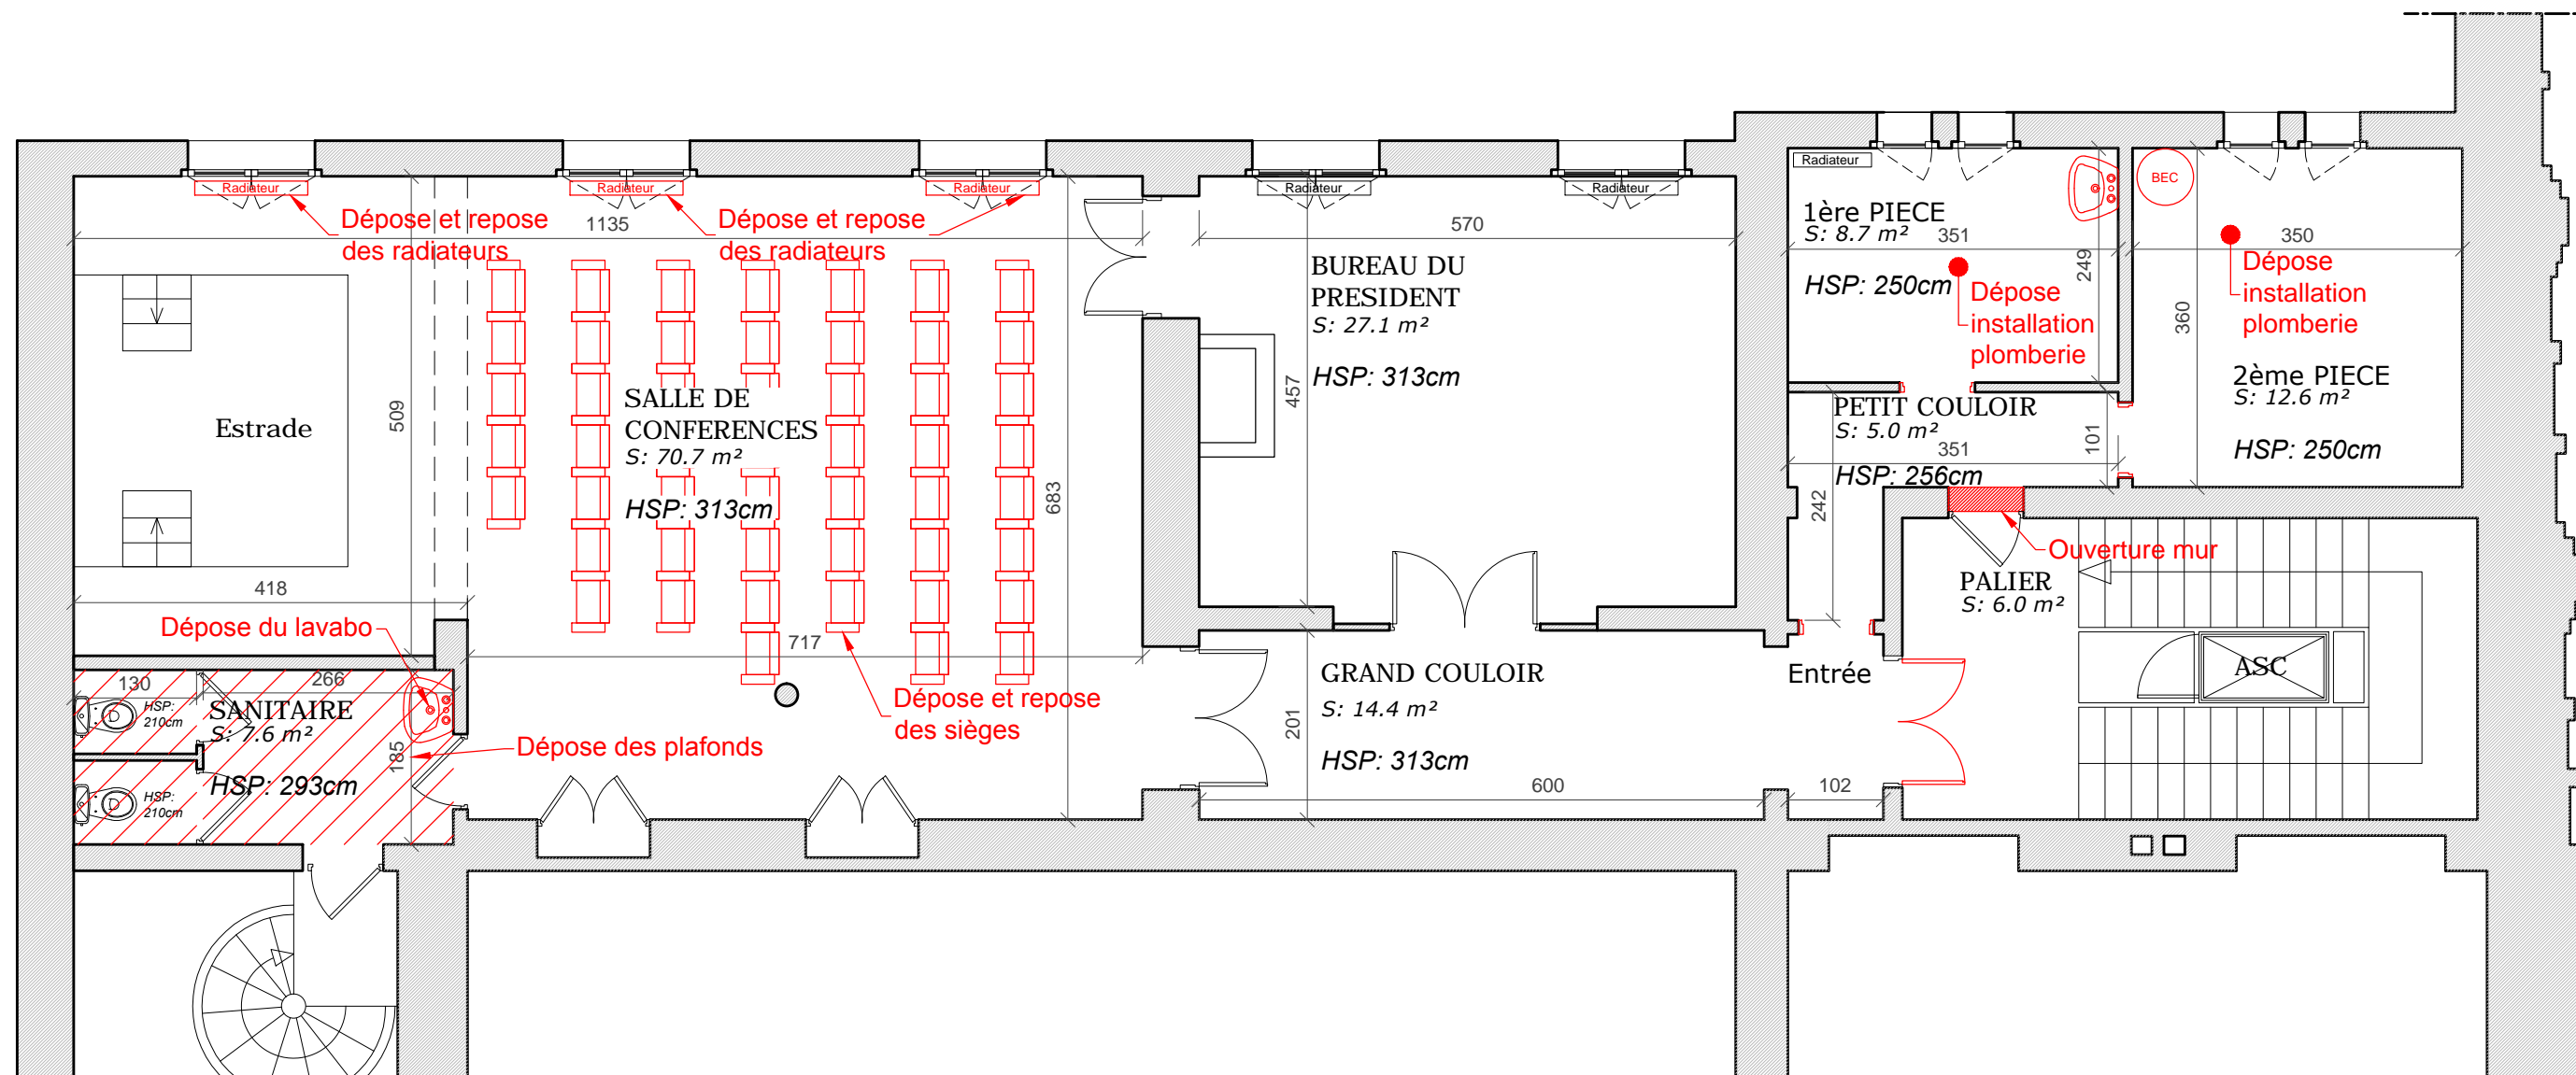 Radiateur
Radiateur
Radiateur
Radiateur
Radiateur
Radiateur
BEC
Dépose et repose
des radiateurs
Dépose et repose
des radiateurs
1135
570
1ère PIECE
S: 8.7 m²
351
350
249
HSP: 250cm
Dépose
installation
plomberie
Dépose
installation
plomberie
360
2ème PIECE
S: 12.6 m²
HSP: 250cm
BUREAU DU
PRESIDENT
S: 27.1 m²
HSP: 313cm
457
Estrade
509
SALLE DE
CONFERENCES
S: 70.7 m²
HSP: 313cm
683
PETIT COULOIR
S: 5.0 m²
351
101
HSP: 256cm
242
Ouverture mur
PALIER
S: 6.0 m²
418
Dépose du lavabo
717
130
266
HSP:
210cm
SANITAIRE
S: 7.6 m²
185
HSP: 293cm
HSP:
210cm
Dépose des plafonds
Dépose et repose
des sièges
GRAND COULOIR
S: 14.4 m²
HSP: 313cm
201
600
102
Entrée
ASC